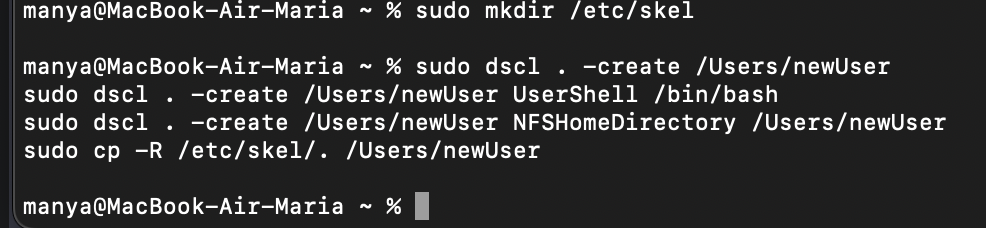 manya@MacBook-Air-Maria ~ % sudo mkdir /etc/skel
manya@MacBook-Air-Maria ~ % sudo dscl . -create /Users/newUser
sudo dscl . -create /Users/newUser UserShell /bin/bash
sudo dscl . -create /Users/newUser NFSHomeDirectory /Users/newUser
sudo cp -R /etc/skel/. /Users/newUser
manya@MacBook-Air-Maria ~ %